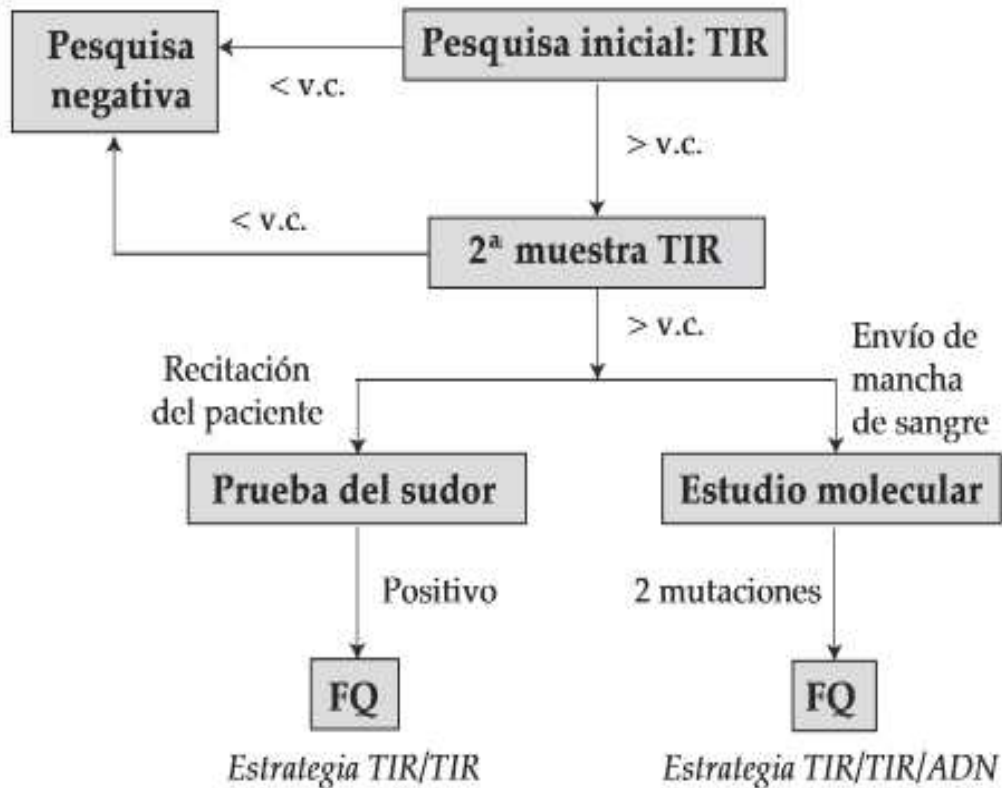 Pesquisa
negativa
Pesquisa inicial: TIR
< v.c.
> v.c.
< v.c.
2ª muestra TIR
> v.c.
Recitación
del paciente
Envío de
mancha
de sangre
Prueba del sudor
Estudio molecular
Positivo
2 mutaciones
FQ
FQ
Estrategia TIR/TIR
Estrategia TIR/TIR/ADN